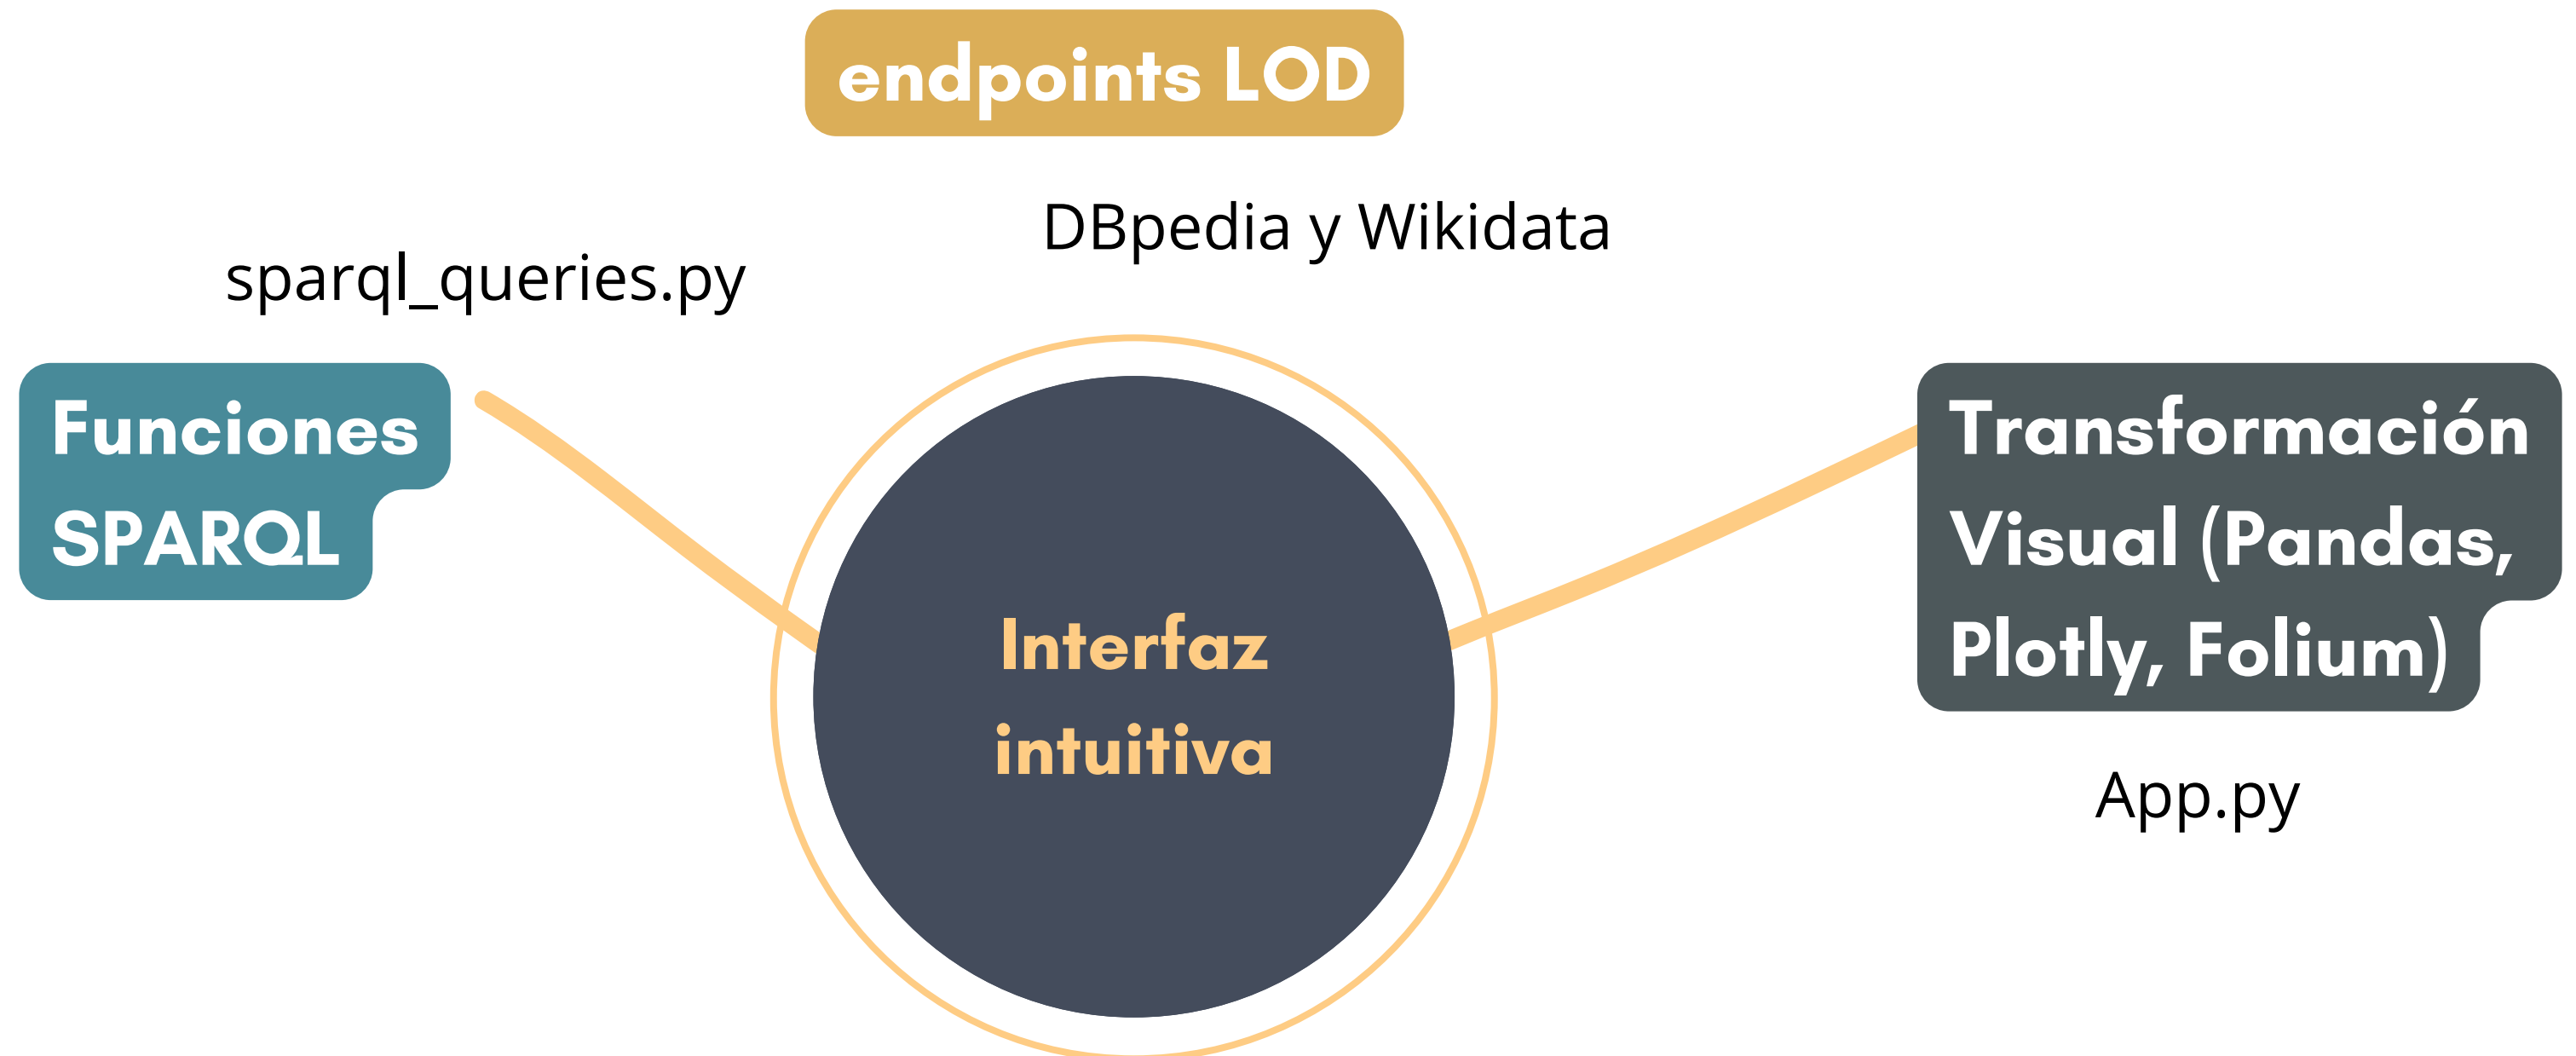 endpoints LOD
DBpedia y Wikidata
sparql_queries.py
Funciones
SPARQL
Interfaz
intuitiva
Transformación
Visual (Pandas,
Plotly, Folium)
App.py